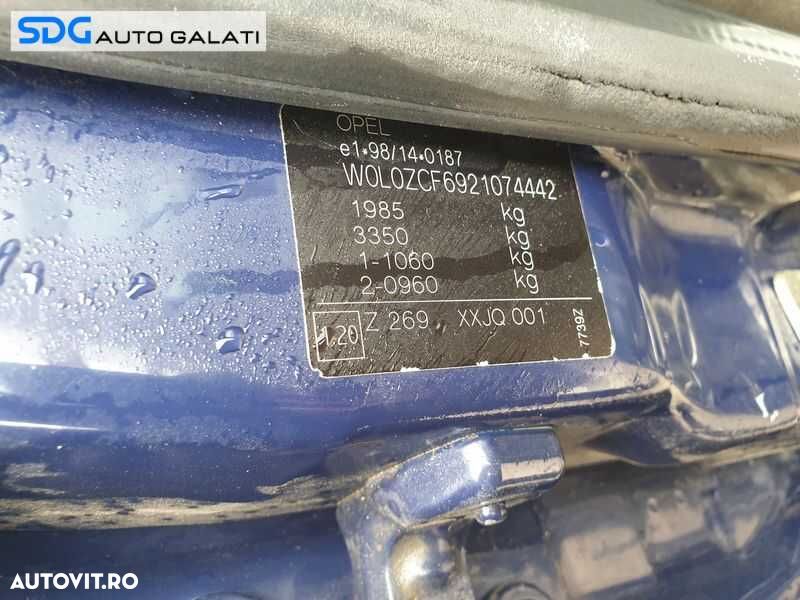 SDG AUTO GALATI
OPEL
e1*98/14*0187
W0L0ZCF6921074442
1985 kg
3350 kg
1-1060 kg
2-0960 kg
1.20 Z 269 XXJQ 001
7739Z
AUTOVIT.RO